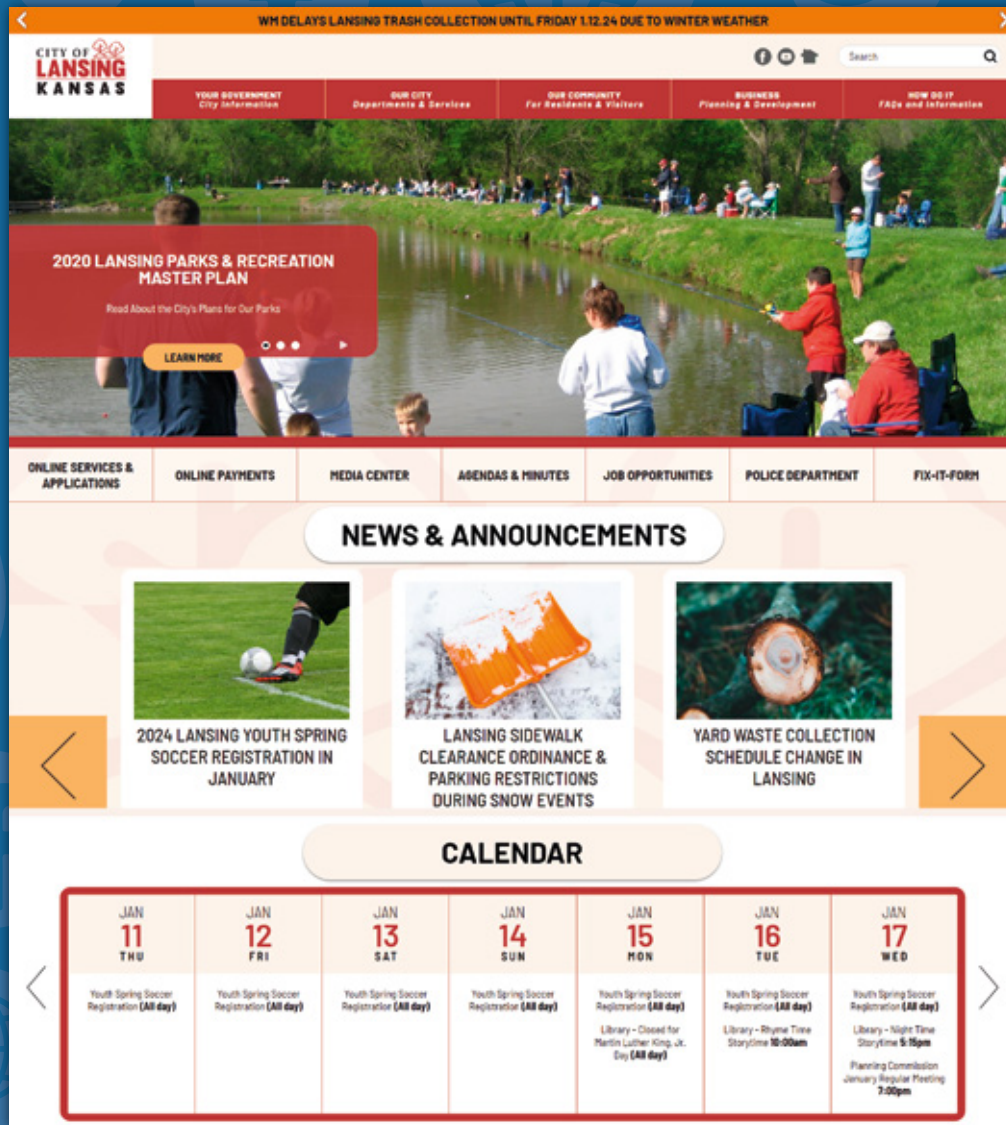 WM DELAYS LANSING TRASH COLLECTION UNTIL FRIDAY 1.12.24 DUE TO WINTER WEATHER
CITY OF
LANSING
KANSAS
Search
YOUR GOVERNMENT
City Information
OUR CITY
Departments & Services
OUR COMMUNITY
For Residents & Visitors
BUSINESS
Planning & Development
HOW DO I?
FAQs and Information
2020 LANSING PARKS & RECREATION
MASTER PLAN
Read About the City's Plans for Our Parks
LEARN MORE
ONLINE SERVICES &
APPLICATIONS
ONLINE PAYMENTS
MEDIA CENTER
AGENDAS & MINUTES
JOB OPPORTUNITIES
POLICE DEPARTMENT
FIX-IT-FORM
NEWS & ANNOUNCEMENTS
2024 LANSING YOUTH SPRING
SOCCER REGISTRATION IN
JANUARY
LANSING SIDEWALK
CLEARANCE ORDINANCE &
PARKING RESTRICTIONS
DURING SNOW EVENTS
YARD WASTE COLLECTION
SCHEDULE CHANGE IN
LANSING
CALENDAR
JAN
11
THU
Youth Spring Soccer
Registration (All day)
JAN
12
FRI
Youth Spring Soccer
Registration (All day)
JAN
13
SAT
Youth Spring Soccer
Registration (All day)
JAN
14
SUN
Youth Spring Soccer
Registration (All day)
JAN
15
MON
Youth Spring Soccer
Registration (All day)
Library - Closed for
Martin Luther King, Jr.
Day (All day)
JAN
16
TUE
Youth Spring Soccer
Registration (All day)
Library - Rhyme Time
Storytime 10:00am
JAN
17
WED
Youth Spring Soccer
Registration (All day)
Library - Night Time
Storytime 5:15pm
Planning Commission
January Regular Meeting
7:00pm